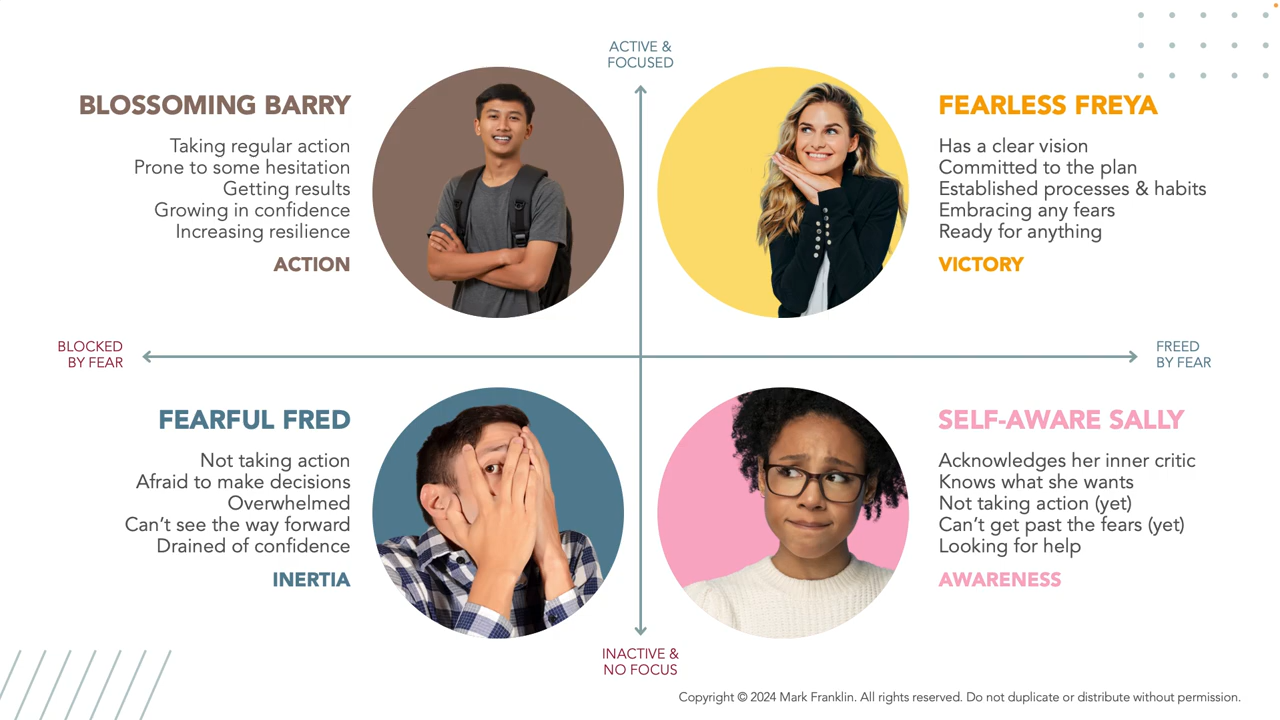 ACTIVE &
FOCUSED
BLOSSOMING BARRY
Taking regular action
Prone to some hesitation
Getting results
Growing in confidence
Increasing resilience
ACTION
FEARLESS FREYA
Has a clear vision
Committed to the plan
Established processes & habits
Embracing any fears
Ready for anything
VICTORY
BLOCKED
BY FEAR
FREED
BY FEAR
FEARFUL FRED
Not taking action
Afraid to make decisions
Overwhelmed
Can’t see the way forward
Drained of confidence
INERTIA
SELF-AWARE SALLY
Acknowledges her inner critic
Knows what she wants
Not taking action (yet)
Can’t get past the fears (yet)
Looking for help
AWARENESS
INACTIVE &
NO FOCUS
Copyright © 2024 Mark Franklin. All rights reserved. Do not duplicate or distribute without permission.